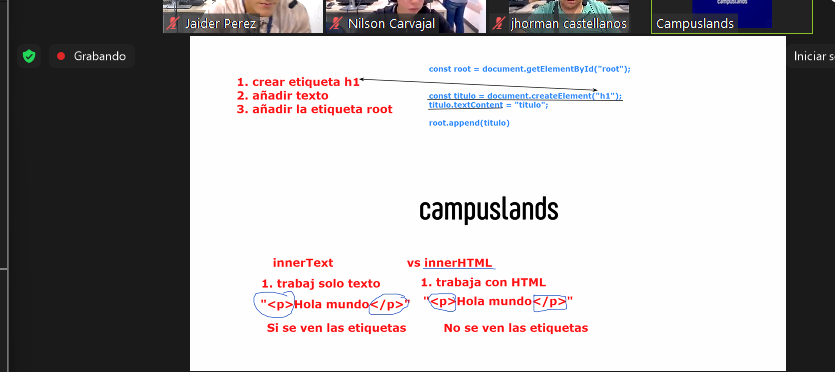 Jaider Perez
Nilson Carvajal
jhorman castellanos
Campuslands
campuslands
Grabando
Iniciar se
const root = document.getElementById("root");
1. crear etiqueta h1
2. añadir texto
3. añadir la etiqueta root
const titulo = document.createElement("h1");
titulo.textContent = "titulo";
root.append(titulo)
campuslands
innerText vs innerHTML
1. trabaj solo texto
1. trabaja con HTML
"<p>Hola mundo</p>"
"<p>Hola mundo</p>"
Si se ven las etiquetas
No se ven las etiquetas